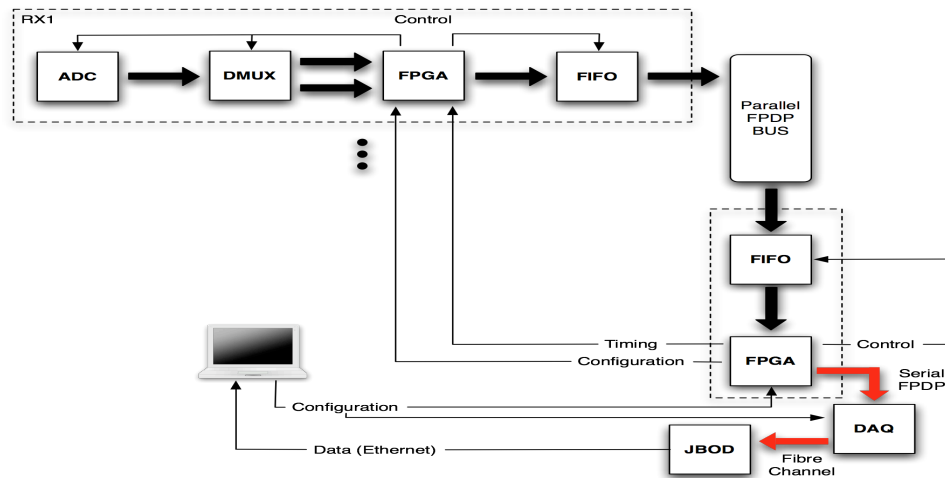 RX1
Control
ADC
DMUX
FPGA
FIFO
Parallel
FPDP
BUS
FIFO
Timing
Control
Configuration
FPGA
Serial
FPDP
Configuration
DAQ
Data (Ethernet)
JBOD
Fibre
Channel